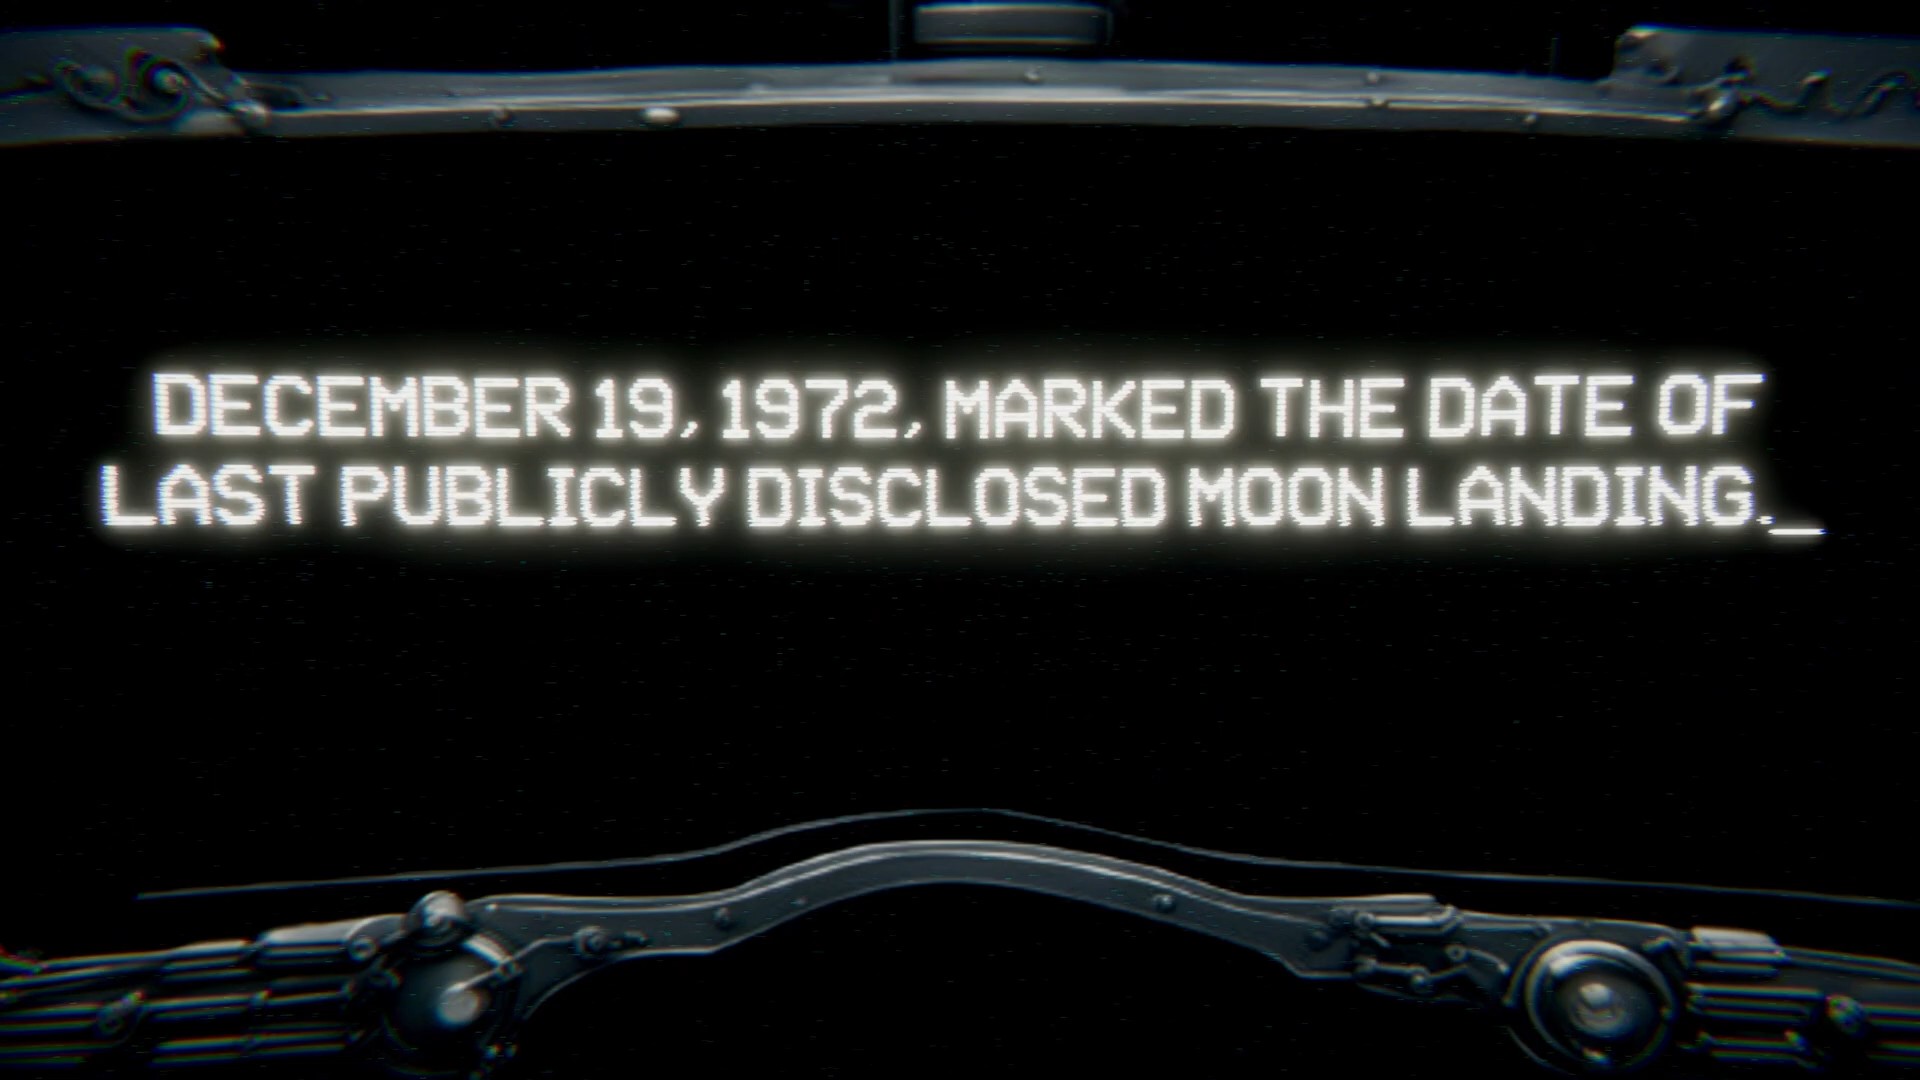 DECEMBER 19, 1972, MARKED THE DATE OF
LAST PUBLICLY DISCLOSED MOON LANDING._